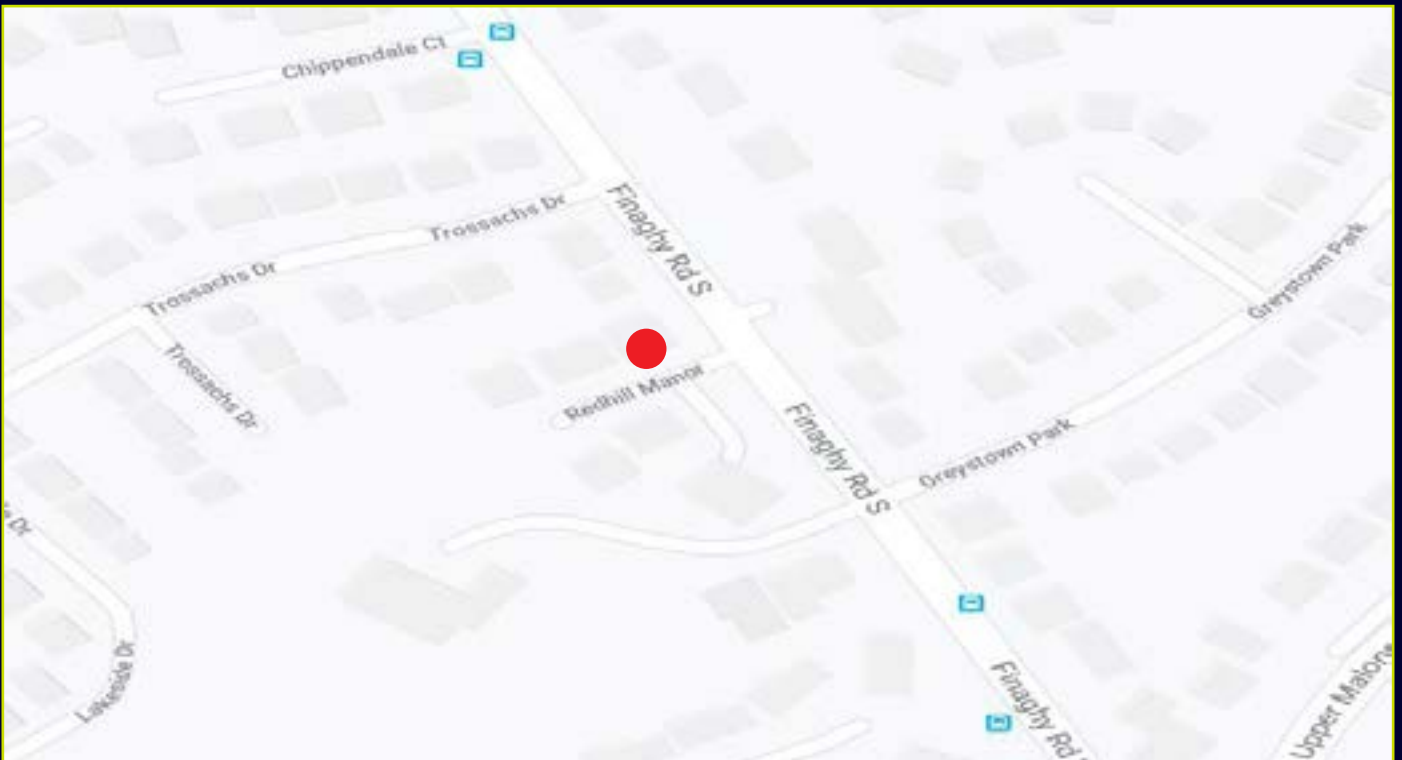 Chippendale Ct
Trossachs Dr
Finaghy Rd S
Trossachs Dr
Greystown Park
Trossachs Dr
Redhill Manor
Finaghy Rd S
Greystown Park
Lakeside Dr
Finaghy Rd
Upper Malone